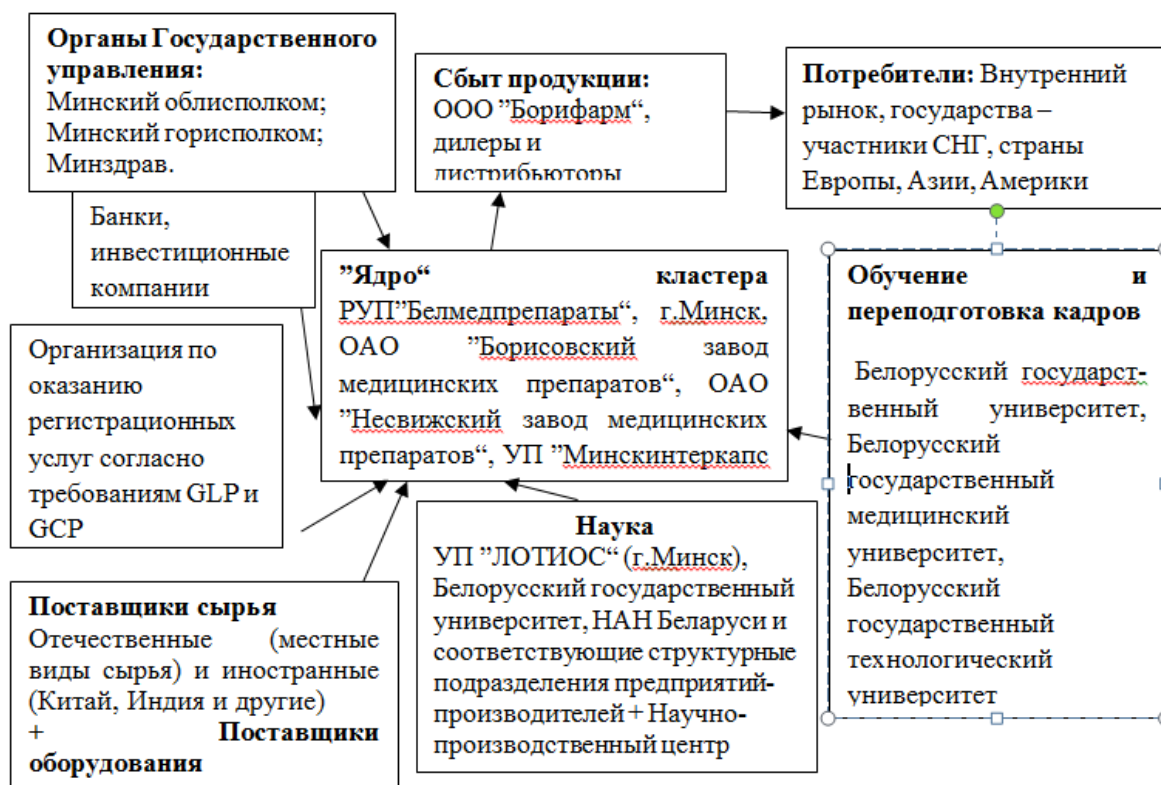 Органы Государственного
управления:
Минский облисполком;
Минский горисполком;
Минздрав.
Банки,
инвестиционные
компании
Организация по
оказанию
регистрационных
услуг согласно
требованиям GLP и
GCP
Поставщики сырья
Отечественные (местные
виды сырья) и иностранные
(Китай, Индия и другие)
+ Поставщики
оборудования
Сбыт продукции:
ООО ”Борифарм“,
дилеры и
дистрибьюторы
”Ядро“ кластера
РУП”Белмедпрепараты“, г.Минск,
ОАО ”Борисовский завод
медицинских препаратов“, ОАО
”Несвижский завод медицинских
препаратов“, УП ”Минскинтеркапс
Наука
УП ”ЛОТИОС“ (г.Минск),
Белорусский государственный
университет, НАН Беларуси и
соответствующие структурные
подразделения предприятий-
производителей + Научно-
производственный центр
Потребители: Внутренний
рынок, государства –
участники СНГ, страны
Европы, Азии, Америки
Обучение и
переподготовка кадров
Белорусский государст-
венный университет,
Белорусский
государственный
медицинский
университет,
Белорусский
государственный
технологический
университет